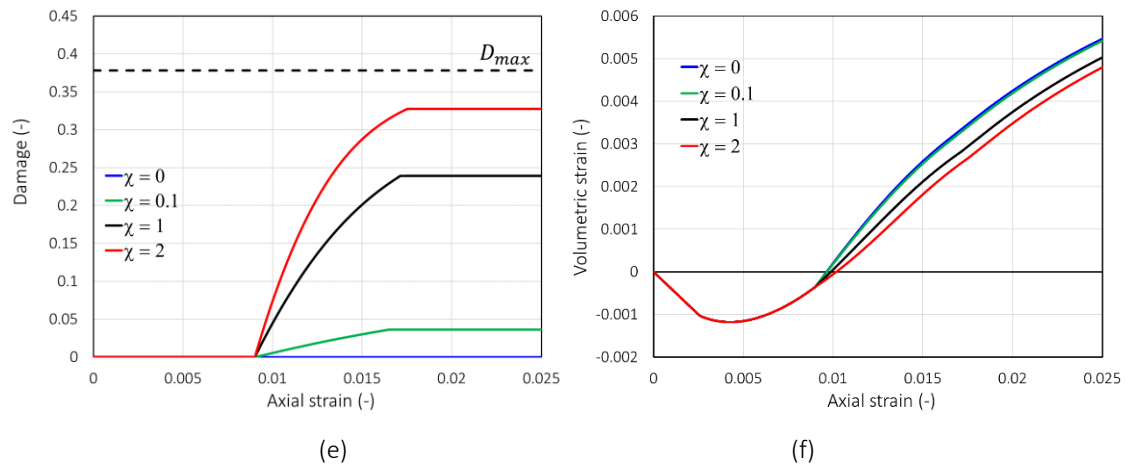 0.45
0.4
0.35
0.3
0.25
0.2
0.15
0.1
0.05
0
Damage (-)
D_max
χ = 0
χ = 0.1
χ = 1
χ = 2
0 0.005 0.01 0.015 0.02 0.025
Axial strain (-)
(e)
0.006
0.005
0.004
0.003
0.002
0.001
0
-0.001
-0.002
Volumetric strain (-)
χ = 0
χ = 0.1
χ = 1
χ = 2
0 0.005 0.01 0.015 0.02 0.025
Axial strain (-)
(f)